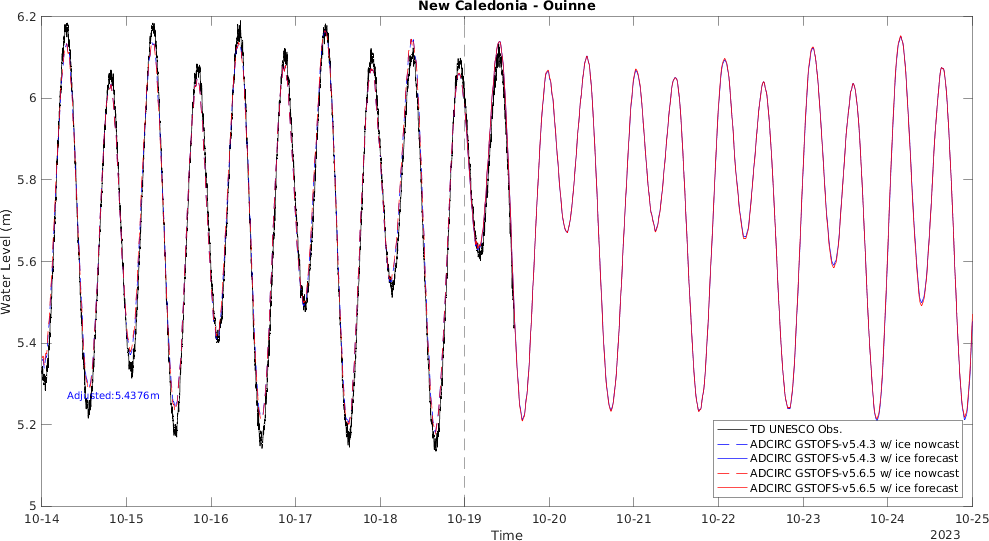 New Caledonia - Ouinne
6.2
6
5.8
5.6
5.4
5.2
5
Water Level (m)
Adjusted:5.4376m
TD UNESCO Obs.
ADCIRC GSTOFS-v5.4.3 w/ ice nowcast
ADCIRC GSTOFS-v5.4.3 w/ ice forecast
ADCIRC GSTOFS-v5.6.5 w/ ice nowcast
ADCIRC GSTOFS-v5.6.5 w/ ice forecast
10-14 10-15 10-16 10-17 10-18 10-19 10-20 10-21 10-22 10-23 10-24 10-25
Time
2023